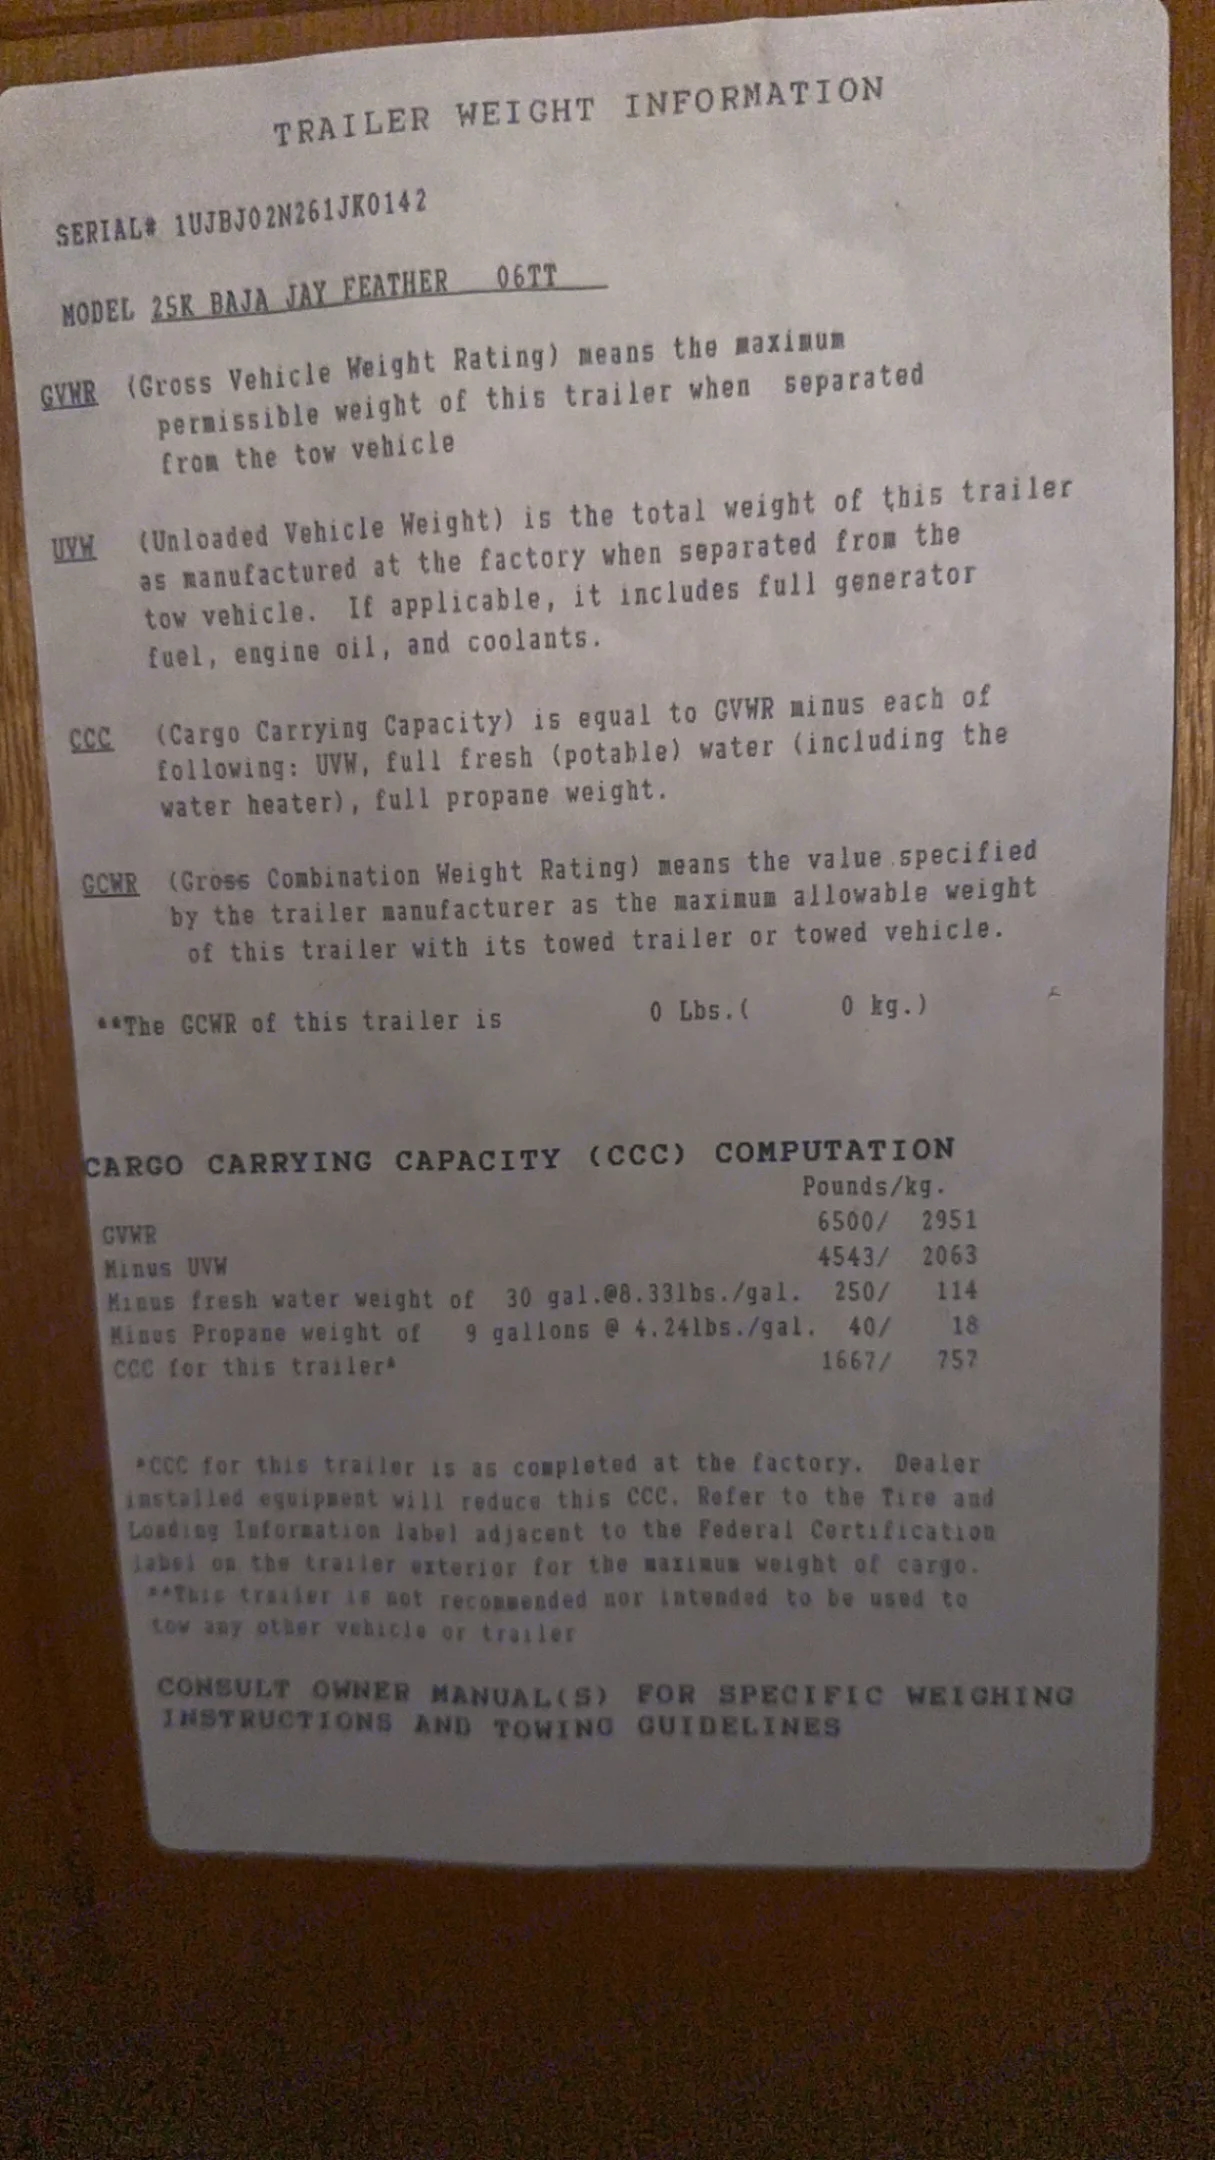 TRAILER WEIGHT INFORMATION
SERIAL# 1UJBJ02N261JK0142
MODEL 25K BAJA JAY FEATHER 06TT
GVWR (Gross Vehicle Weight Rating) means the maximum
permissible weight of this trailer when separated
from the tow vehicle
UVW (Unloaded Vehicle Weight) is the total weight of this trailer
as manufactured at the factory when separated from the
tow vehicle. If applicable, it includes full generator
fuel, engine oil, and coolants.
CCC (Cargo Carrying Capacity) is equal to GVWR minus each of
following: UVW, full fresh (potable) water (including the
water heater), full propane weight.
GCWR (Gross Combination Weight Rating) means the value specified
by the trailer manufacturer as the maximum allowable weight
of this trailer with its towed trailer or towed vehicle.
**The GCWR of this trailer is 0 Lbs.( 0 kg.)
CARGO CARRYING CAPACITY (CCC) COMPUTATION
Pounds/kg.
GVWR 6500/ 2951
Minus UVW 4543/ 2063
Minus fresh water weight of 30 gal.@8.33lbs./gal. 250/ 114
Minus Propane weight of 9 gallons @ 4.24lbs./gal. 40/ 18
CCC for this trailer* 1667/ 757
*CCC for this trailer is as completed at the factory. Dealer
installed equipment will reduce this CCC. Refer to the Tire and
Loading Information label adjacent to the Federal Certification
label on the trailer exterior for the maximum weight of cargo.
**This trailer is not recommended nor intended to be used to
tow any other vehicle or trailer
CONSULT OWNER MANUAL(S) FOR SPECIFIC WEIGHING
INSTRUCTIONS AND TOWING GUIDELINES